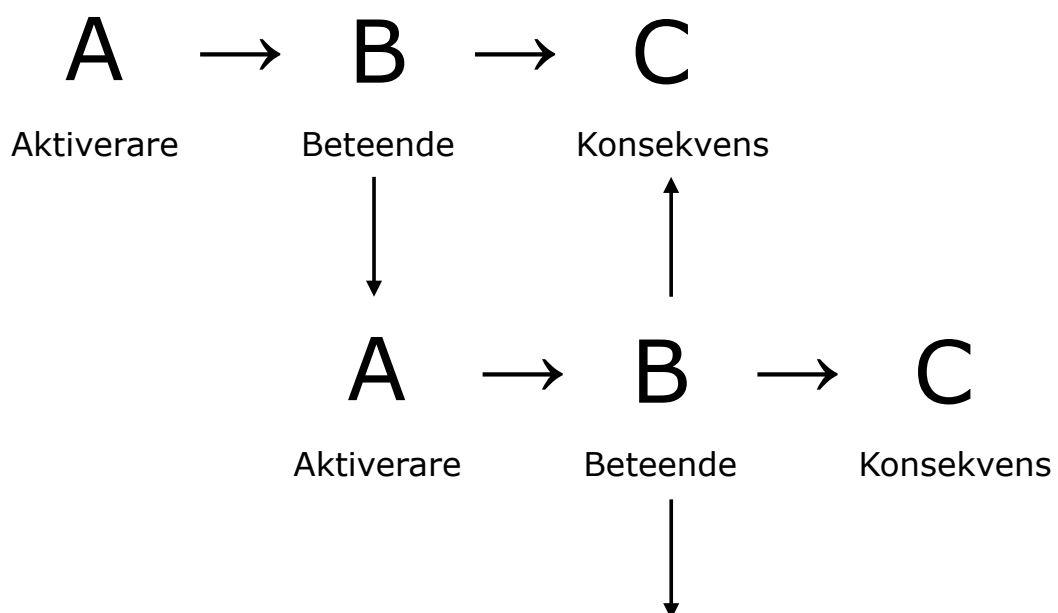 A → B → C
Aktiverare Beteende Konsekvens
A → B → C
Aktiverare Beteende Konsekvens